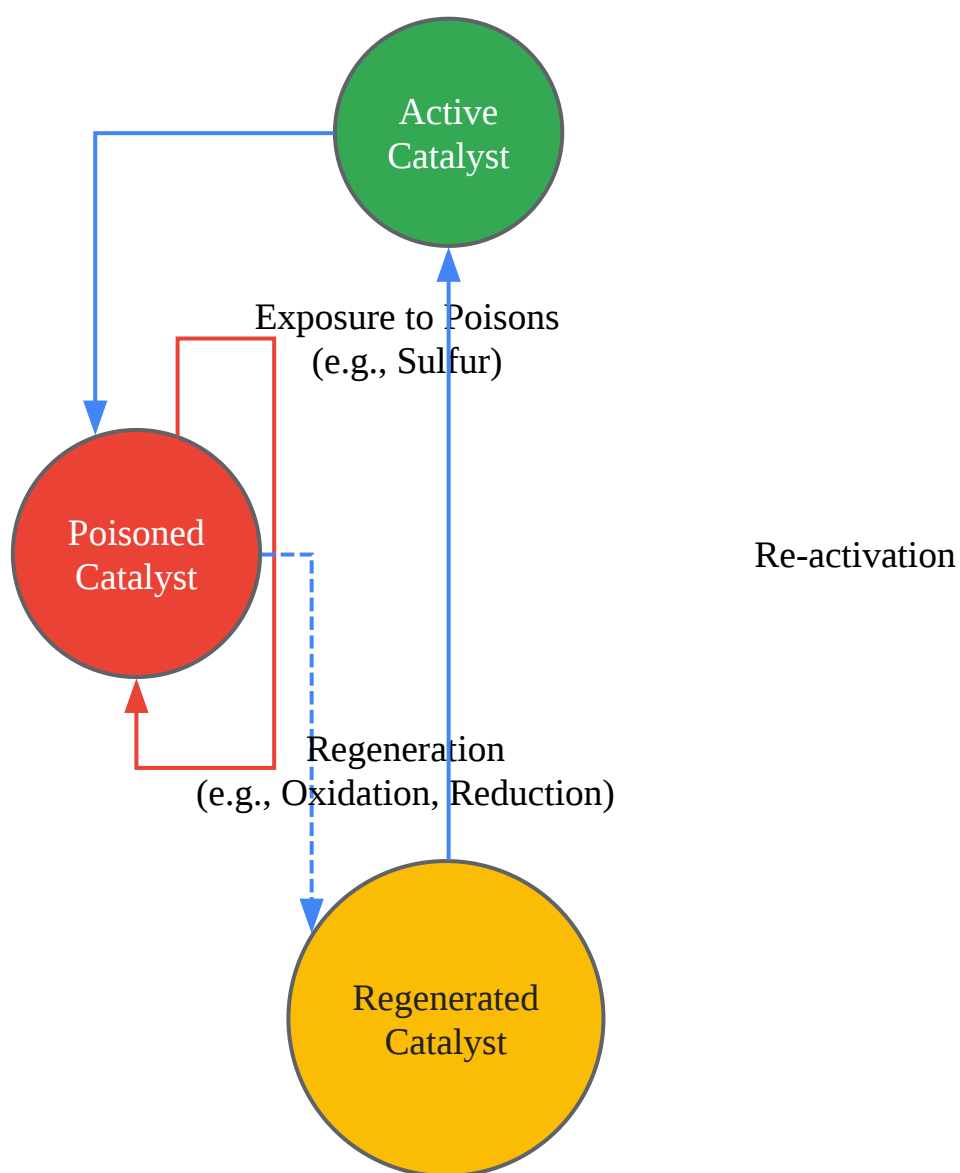 Active
Catalyst
Exposure to Poisons
(e.g., Sulfur)
Poisoned
Catalyst
Re-activation
Regeneration
(e.g., Oxidation, Reduction)
Regenerated
Catalyst